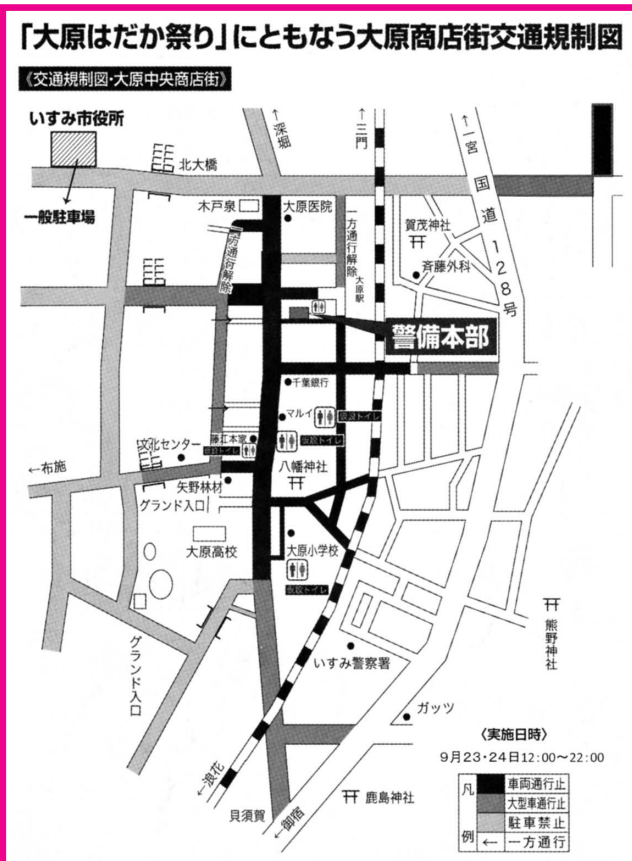 「大原はだか祭り」にともなう大原商店街交通規制図
《交通規制図・大原中央商店街》
いすみ市役所
一般駐車場
北大橋
←深堀
←三門
←一宮
国道128号
木戸泉
大原医院
一方通行解除
一方通行解除
大原駅
賀茂神社
斉藤外科
警備本部
千葉銀行
マルイ
仮設トイレ
仮設トイレ
藤江本家
仮設トイレ
文化センター
八幡神社
←布施
矢野林材
グランド入口
大原高校
大原小学校
仮設トイレ
グランド入口
いすみ警察署
熊野神社
ガッツ
←浪花
貝須賀
←御宿
鹿島神社
〈実施日時〉
9月23・24日12:00〜22:00
凡例
車両通行止
大型車通行止
駐車禁止
← 一方通行